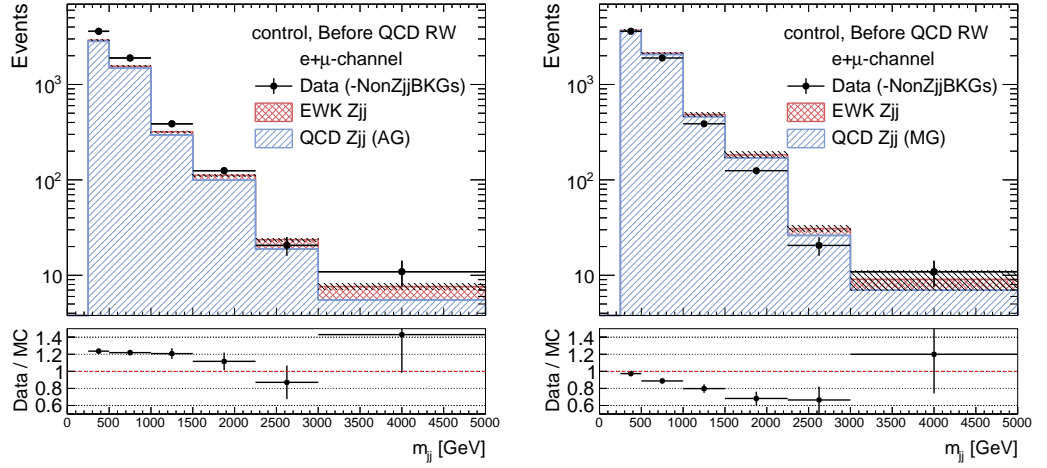 Events
control, Before QCD RW
e+μ-channel
Data (-NonZjjBKGs)
EWK Zjj
QCD Zjj (AG)
10³
10²
10
Data / MC
1.4
1.2
1
0.8
0.6
0 500 1000 1500 2000 2500 3000 3500 4000 4500 5000
m_jj [GeV]
Events
control, Before QCD RW
e+μ-channel
Data (-NonZjjBKGs)
EWK Zjj
QCD Zjj (MG)
10³
10²
10
Data / MC
1.4
1.2
1
0.8
0.6
0 500 1000 1500 2000 2500 3000 3500 4000 4500 5000
m_jj [GeV]